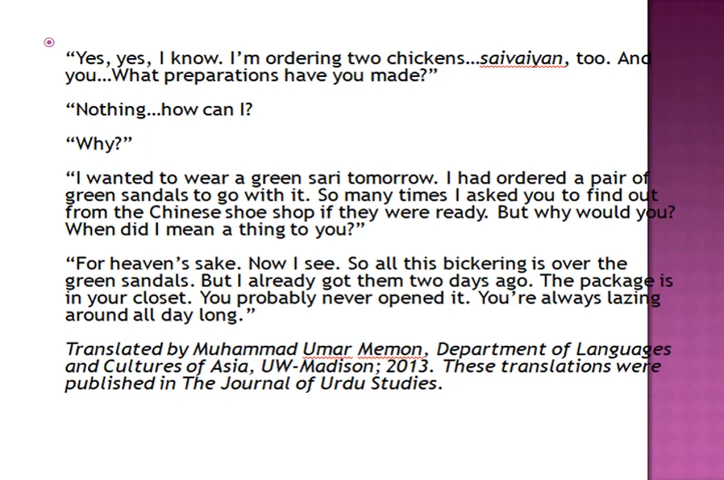 “Yes, yes, I know. I’m ordering two chickens…saivaiyan, too. And
you…What preparations have you made?”
“Nothing…how can I?
“Why?”
“I wanted to wear a green sari tomorrow. I had ordered a pair of
green sandals to go with it. So many times I asked you to find out
from the Chinese shoe shop if they were ready. But why would you?
When did I mean a thing to you?”
“For heaven’s sake. Now I see. So all this bickering is over the
green sandals. But I already got them two days ago. The package is
in your closet. You probably never opened it. You’re always lazing
around all day long.”
Translated by Muhammad Umar Memon, Department of Languages
and Cultures of Asia, UW-Madison; 2013. These translations were
published in The Journal of Urdu Studies.